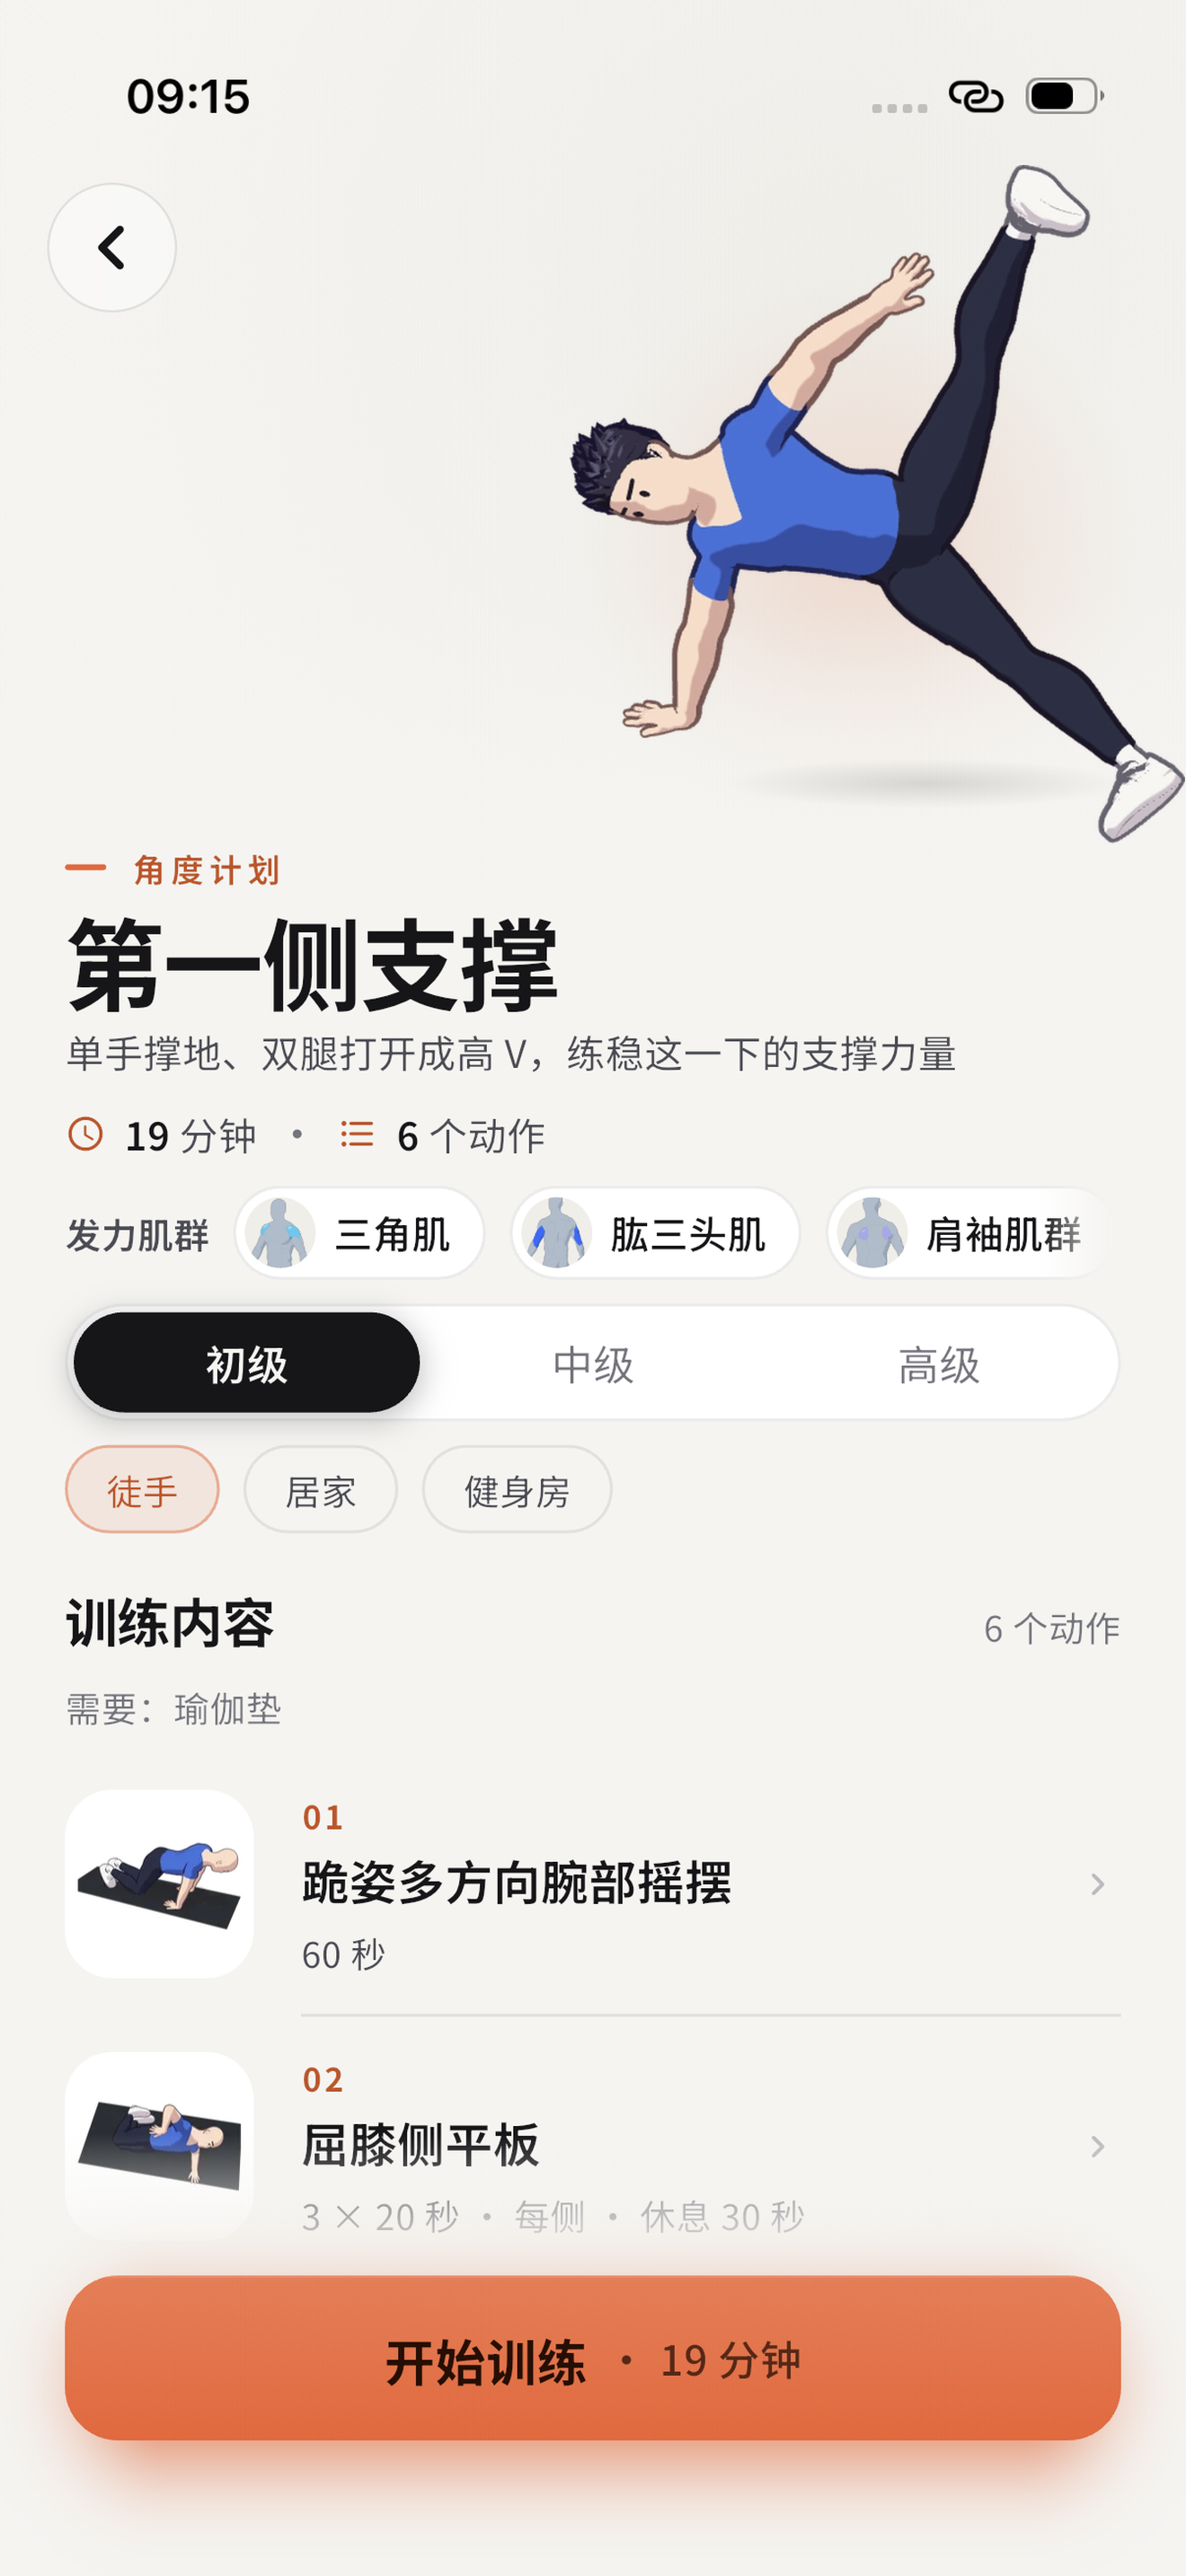 09:15
角度计划
第一侧支撑
单手撑地、双腿打开成高 V，练稳这一下的支撑力量
19 分钟 • 6 个动作
发力肌群 三角肌 肱三头肌 肩袖肌群
初级 中级 高级
徒手 居家 健身房
训练内容 6 个动作
需要：瑜伽垫
01
跪姿多方向腕部摇摆
60 秒
02
屈膝侧平板
3 × 20 秒 • 每侧 • 休息 30 秒
开始训练 • 19 分钟